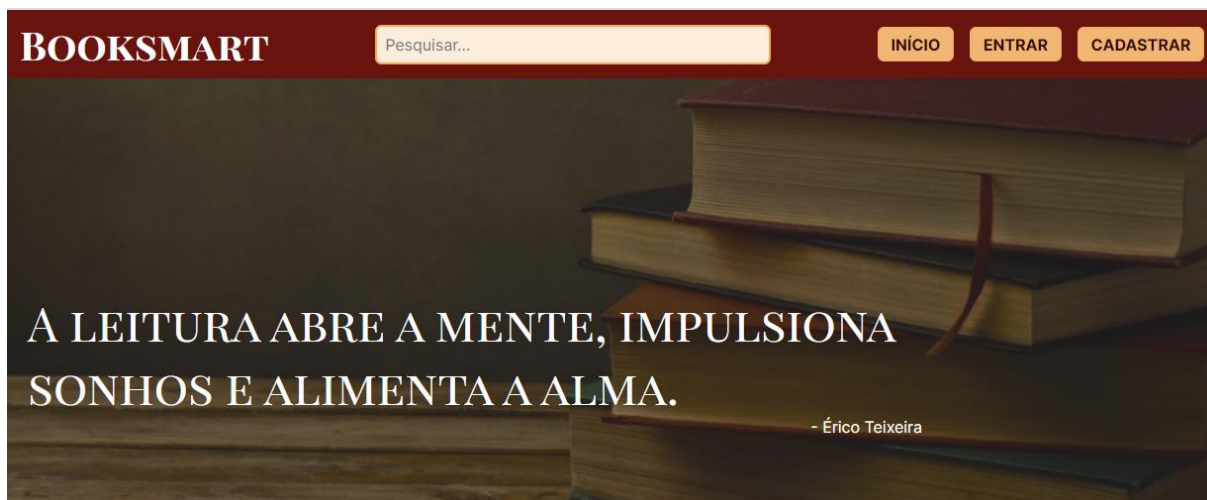 Booksmart
Pesquisar...
INÍCIO
ENTRAR
CADASTRAR
A LEITURA ABRE A MENTE, IMPULSIONA
SONHOS E ALIMENTA A ALMA.
- Érico Teixeira